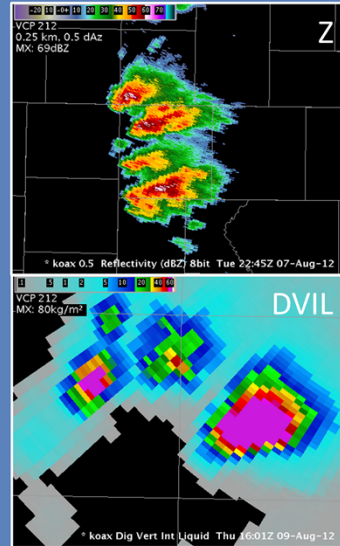 -20 10 -0+ 10 20 30 40 50 60 70
VCP 212
0.25 km, 0.5 dAz
MX: 69dBZ
Z
* koax 0.5 Reflectivity (dBZ) 8bit Tue 22:45Z 07-Aug-12
.1 .5 1 2 5 10 20 40 60
VCP 212
MX: 80kg/m²
DVIL
* koax Dig Vert Int Liquid Thu 16:01Z 09-Aug-12